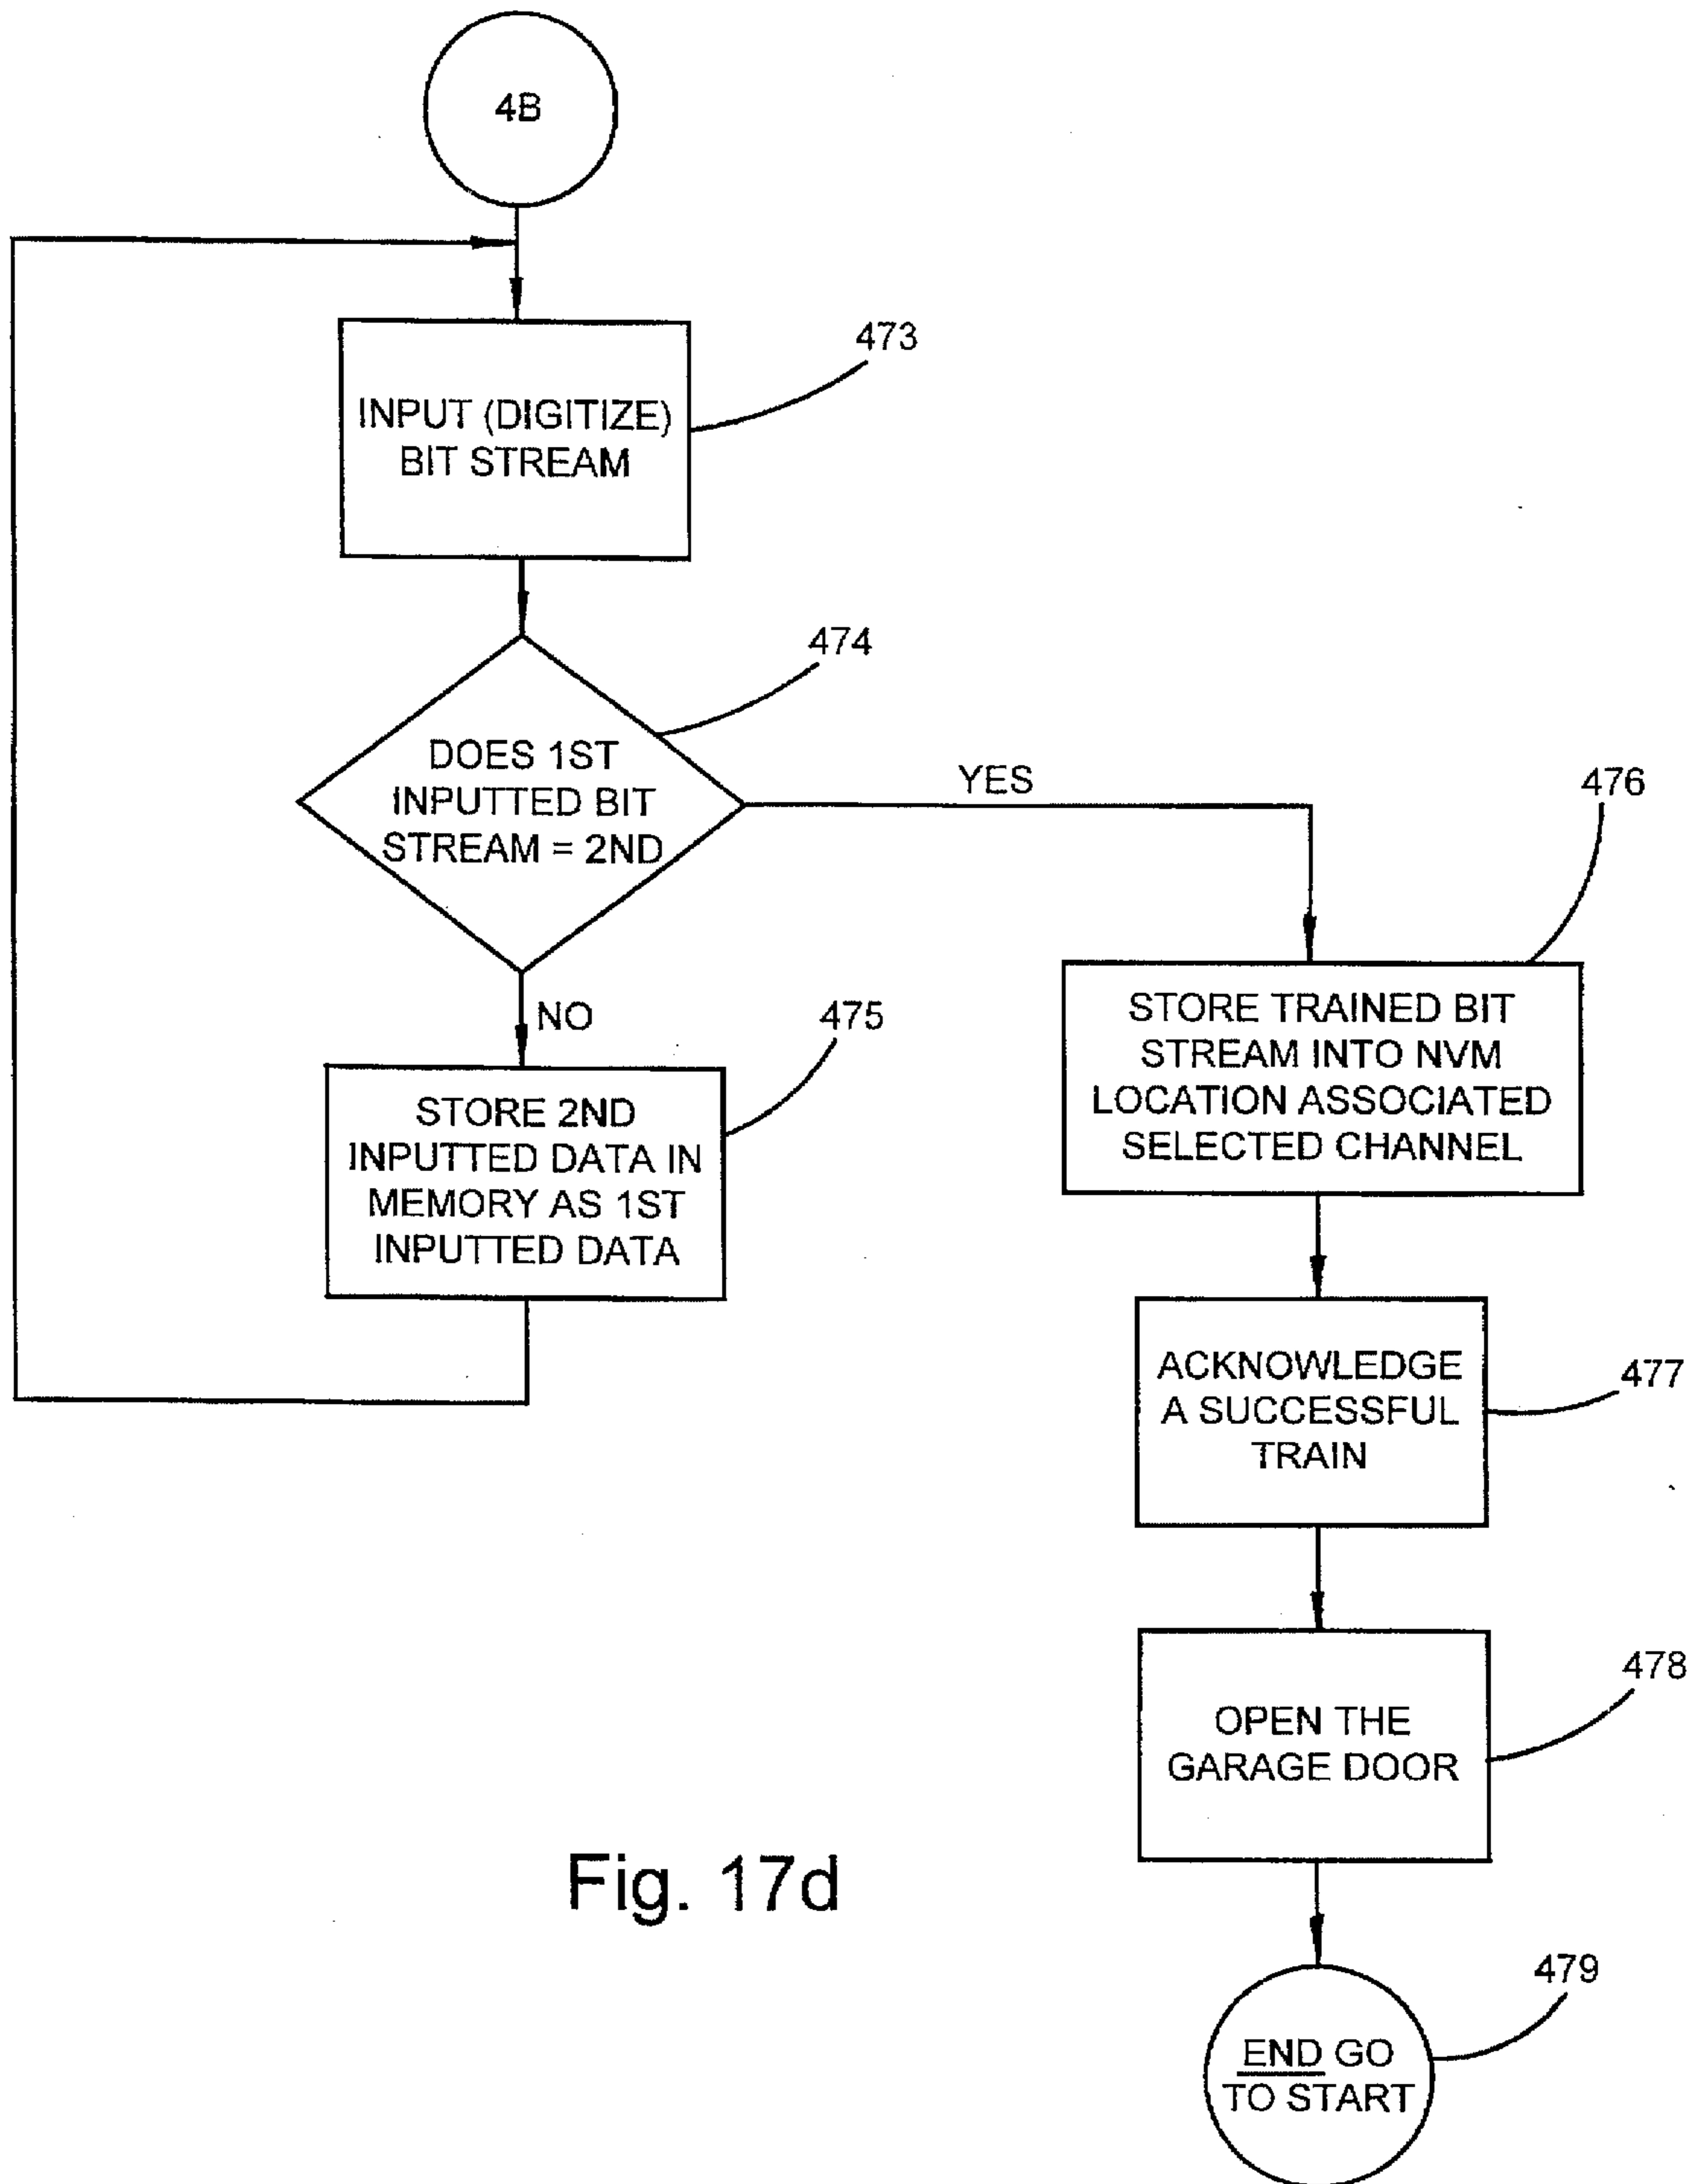 4B
473
INPUT (DIGITIZE)
BIT STREAM
474
DOES 1ST
INPUTTED BIT
STREAM = 2ND
YES
NO
475
STORE 2ND
INPUTTED DATA IN
MEMORY AS 1ST
INPUTTED DATA
476
STORE TRAINED BIT
STREAM INTO NVM
LOCATION ASSOCIATED
SELECTED CHANNEL
477
ACKNOWLEDGE
A SUCCESSFUL
TRAIN
478
OPEN THE
GARAGE DOOR
479
END GO
TO START
Fig. 17d